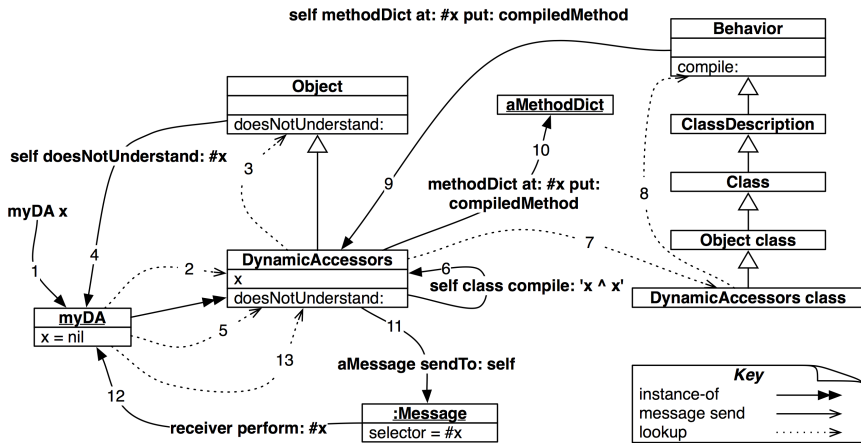 self methodDict at: #x put: compiledMethod
Behavior
compile:
Object
doesNotUnderstand:
aMethodDict
ClassDescription
self doesNotUnderstand: #x
3
10
9
methodDict at: #x put:
compiledMethod
8
Class
myDA x
Object class
4
7
1
2
DynamicAccessors
x
doesNotUnderstand:
6
self class compile: 'x ^ x'
DynamicAccessors class
myDA
x = nil
5
11
13
aMessage sendTo: self
12
receiver perform: #x
:Message
selector = #x
Key
instance-of
message send
lookup